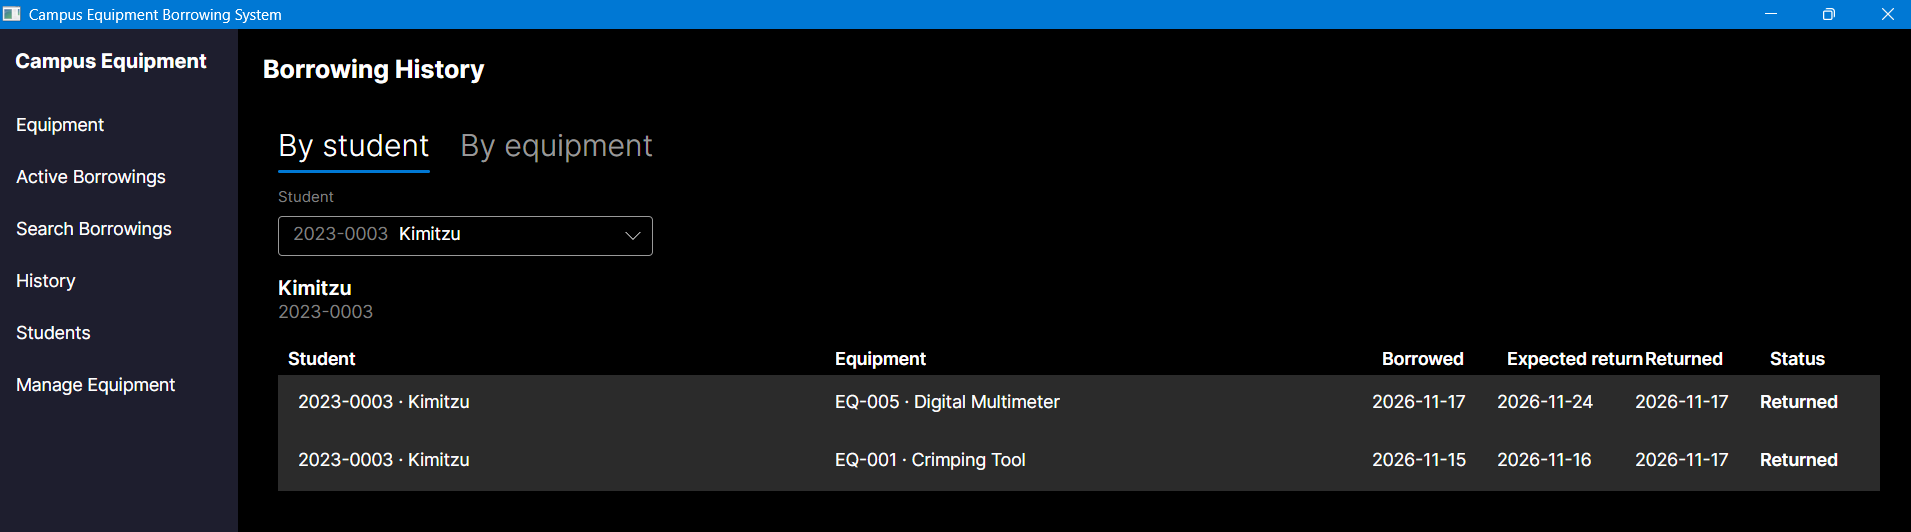 Campus Equipment Borrowing System
Campus Equipment
Equipment
Active Borrowings
Search Borrowings
History
Students
Manage Equipment
Borrowing History
By student By equipment
Student
2023-0003 Kimitzu
Kimitzu
2023-0003
Student Equipment Borrowed Expected return Returned Status
2023-0003 · Kimitzu EQ-005 · Digital Multimeter 2026-11-17 2026-11-24 2026-11-17 Returned
2023-0003 · Kimitzu EQ-001 · Crimping Tool 2026-11-15 2026-11-16 2026-11-17 Returned